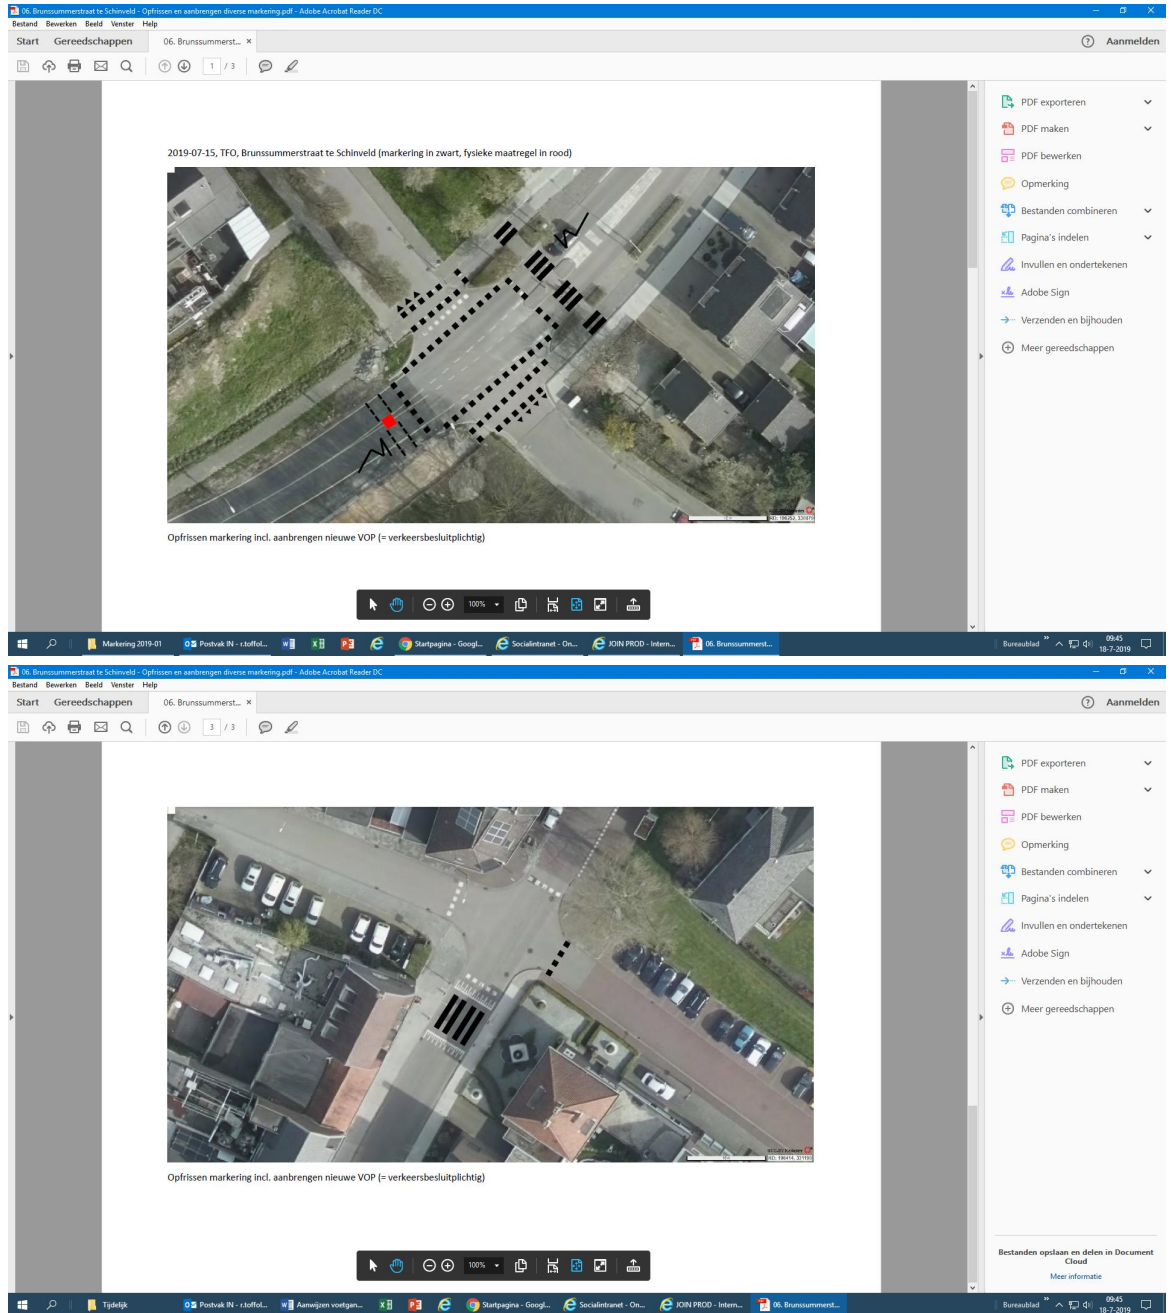 06. Brunssummerstraat te Schinveld - Opfrissen en aanbrengen diverse markering.pdf - Adobe Acrobat Reader DC
Bestand Bewerken Beeld Venster Help
Start Gereedschappen 06. Brunssummerst... × Aanmelden
1 / 3
2019-07-15, TFO, Brunssummerstraat te Schinveld (markering in zwart, fysieke maatregel in rood)
Opfrissen markering incl. aanbrengen nieuwe VOP (= verkeersbesluitplichtig)
PDF exporteren
PDF maken
PDF bewerken
Opmerking
Bestanden combineren
Pagina's indelen
Invullen en ondertekenen
Adobe Sign
Verzenden en bijhouden
Meer gereedschappen
100%
Markering 2019-01 Postvak IN - r.toffol... Startpagina - Googl... Socialintranet - On... JOIN PROD - Intern... 06. Brunssummerst... Bureaublad 09:45
18-7-2019
06. Brunssummerstraat te Schinveld - Opfrissen en aanbrengen diverse markering.pdf - Adobe Acrobat Reader DC
Bestand Bewerken Beeld Venster Help
Start Gereedschappen 06. Brunssummerst... × Aanmelden
3 / 3
Opfrissen markering incl. aanbrengen nieuwe VOP (= verkeersbesluitplichtig)
PDF exporteren
PDF maken
PDF bewerken
Opmerking
Bestanden combineren
Pagina's indelen
Invullen en ondertekenen
Adobe Sign
Verzenden en bijhouden
Meer gereedschappen
Bestanden opslaan en delen in Document
Cloud
Meer informatie
100%
Tijdelijk Postvak IN - r.toffol... Aanwijzen voetgan... Startpagina - Googl... Socialintranet - On... JOIN PROD - Intern... 06. Brunssummerst... Bureaublad 09:45
18-7-2019